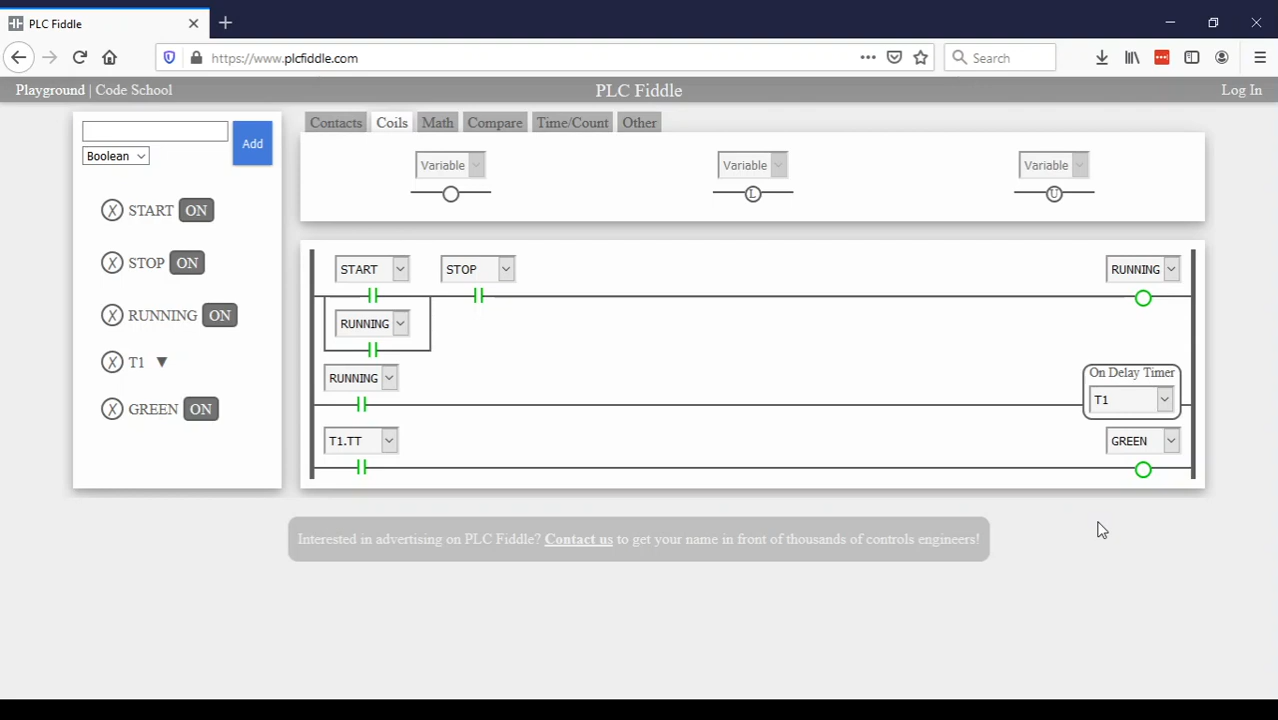 PLC Fiddle
https://www.plcfiddle.com
Search
Playground | Code School
PLC Fiddle
Log In
Add
Boolean
X START ON
X STOP ON
X RUNNING ON
X T1
X GREEN ON
Contacts Coils Math Compare Time/Count Other
Variable Variable Variable
L U
START STOP RUNNING
RUNNING
RUNNING
On Delay Timer
T1
T1.TT GREEN
Interested in advertising on PLC Fiddle? Contact us to get your name in front of thousands of controls engineers!